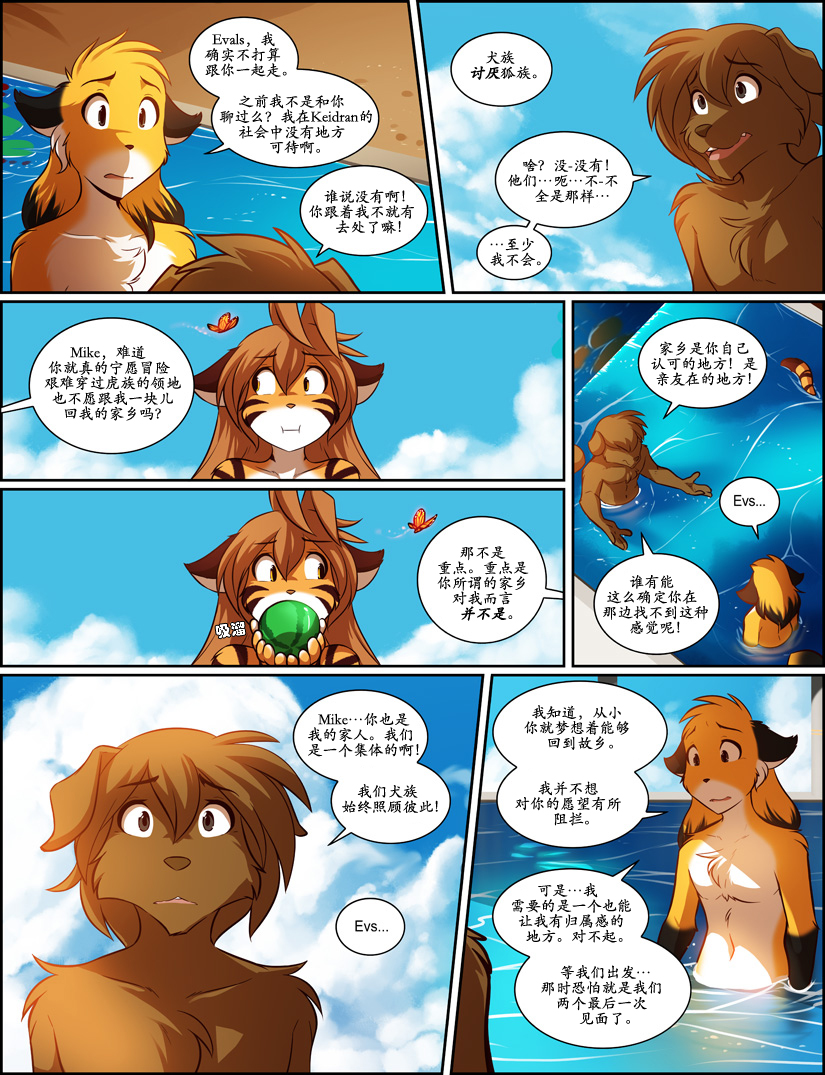 Evals，我
确实不打算
跟你一起走。
之前我不是和你
聊过么？我在Keidran的
社会中没有地方
可待啊。
谁说没有啊！
你跟着我不就有
去处了嘛！
犬族
讨厌狐族。
啥？没-没有！
他们…呃…不-不
全是那样…
…至少
我不会。
Mike，难道
你就真的宁愿冒险
艰难穿过虎族的领地
也不愿跟我一块儿
回我的家乡吗？
吸溜
那不是
重点。重点是
你所谓的家乡
对我而言
并不是。
家乡是你自己
认可的地方！是
亲友在的地方！
Evs...
谁有能
这么确定你在
那边找不到这种
感觉呢！
Mike…你也是
我的家人。我们
是一个集体的啊！
我们犬族
始终照顾彼此！
Evs...
我知道，从小
你就梦想着能够
回到故乡。
我并不想
对你的愿望有所
阻拦。
可是…我
需要的是一个也能
让我有归属感的
地方。对不起。
等我们出发…
那时恐怕就是我们
两个最后一次
见面了。